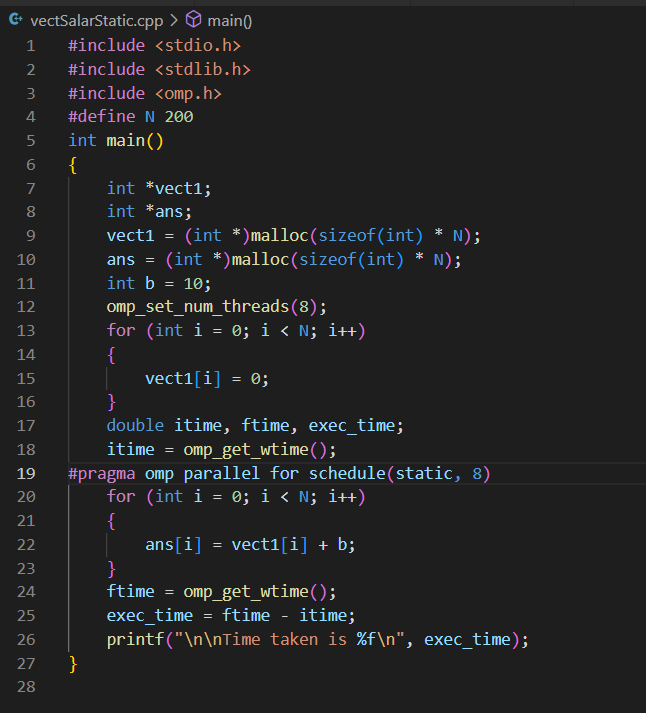 vectSalarStatic.cpp > main()
1 #include <stdio.h>
2 #include <stdlib.h>
3 #include <omp.h>
4 #define N 200
5 int main()
6 {
7     int *vect1;
8     int *ans;
9     vect1 = (int *)malloc(sizeof(int) * N);
10     ans = (int *)malloc(sizeof(int) * N);
11     int b = 10;
12     omp_set_num_threads(8);
13     for (int i = 0; i < N; i++)
14     {
15         vect1[i] = 0;
16     }
17     double itime, ftime, exec_time;
18     itime = omp_get_wtime();
19 #pragma omp parallel for schedule(static, 8)
20     for (int i = 0; i < N; i++)
21     {
22         ans[i] = vect1[i] + b;
23     }
24     ftime = omp_get_wtime();
25     exec_time = ftime - itime;
26     printf("\n\nTime taken is %f\n", exec_time);
27 }
28